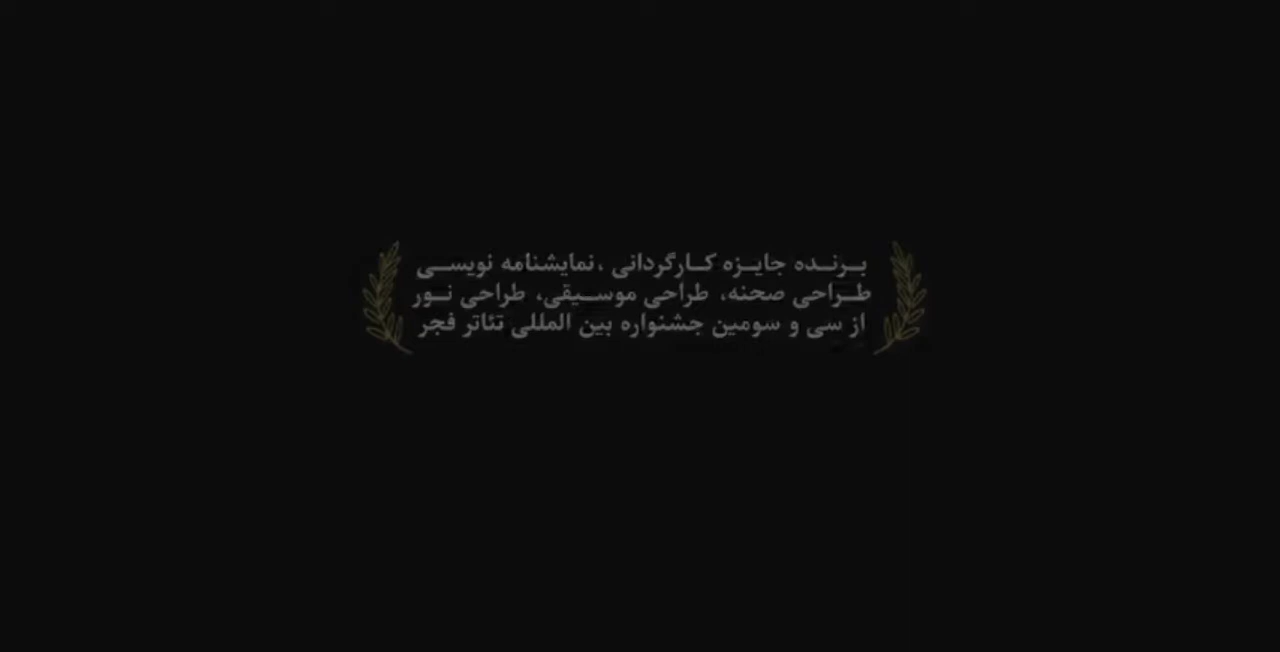 برنده جایزه کارگردانی ،نمایشنامه نویسی
طراحی صحنه، طراحی موسیقی، طراحی نور
از سی و سومین جشنواره بین المللی تئاتر فجر